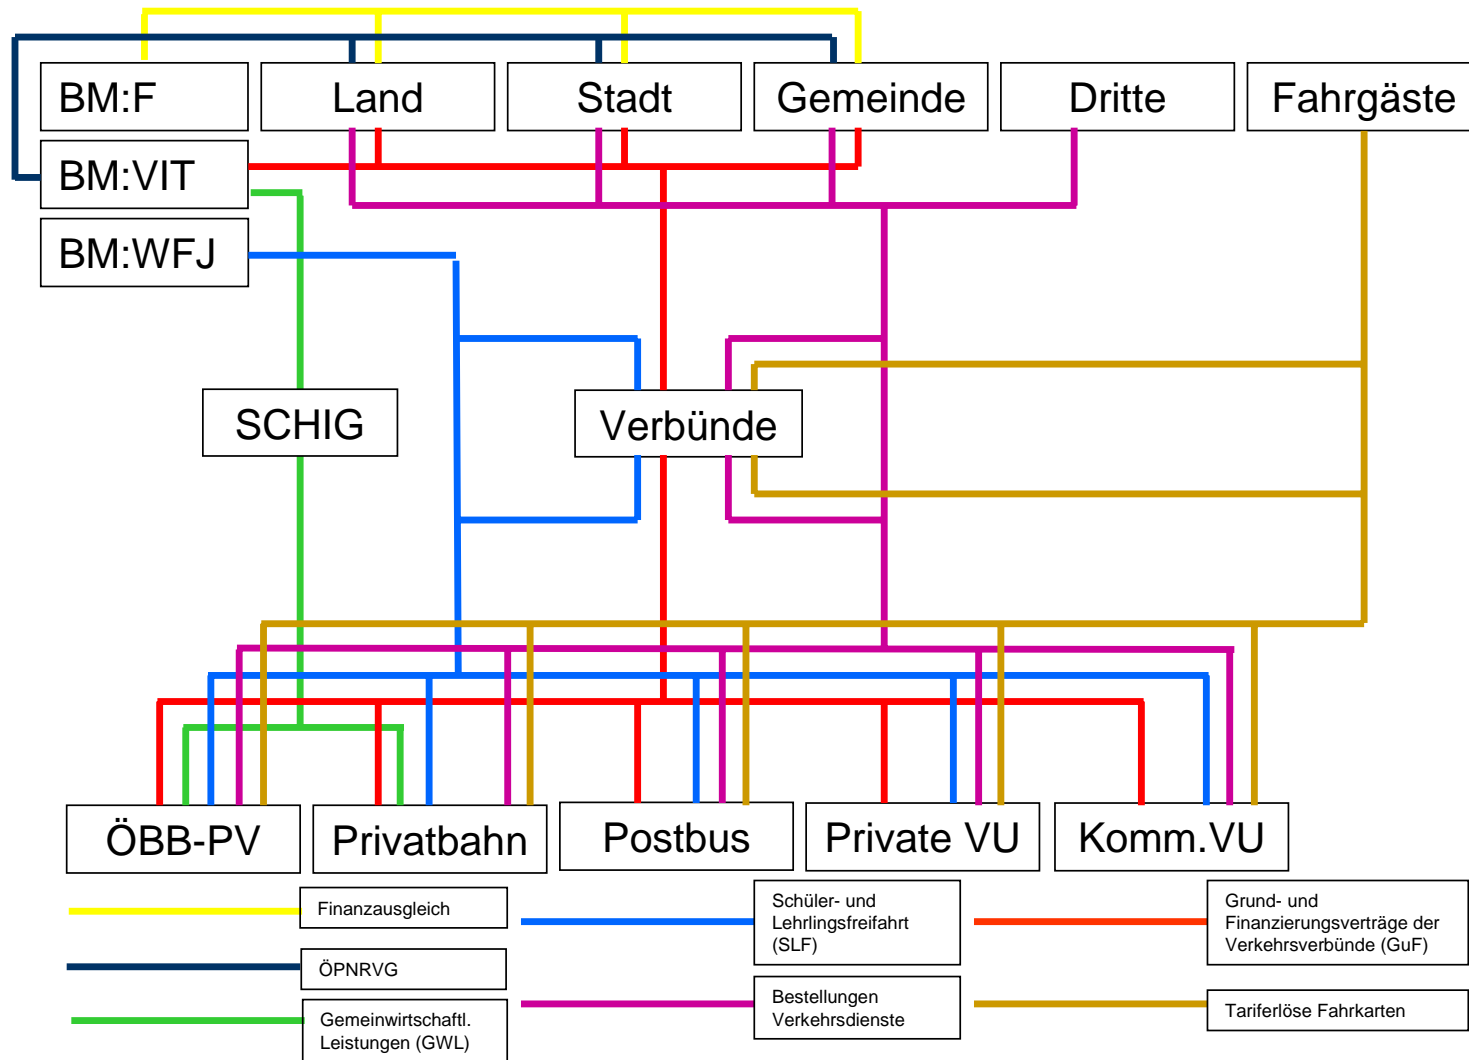 BM:F
Land
Stadt
Gemeinde
Dritte
Fahrgäste
BM:VIT
BM:WFJ
SCHIG
Verbünde
ÖBB-PV
Privatbahn
Postbus
Private VU
Komm.VU
Finanzausgleich
ÖPNRVG
Gemeinwirtschaftl.
Leistungen (GWL)
Schüler- und
Lehrlingsfreifahrt
(SLF)
Bestellungen
Verkehrsdienste
Grund- und
Finanzierungsverträge der
Verkehrsverbünde (GuF)
Tariferlöse Fahrkarten